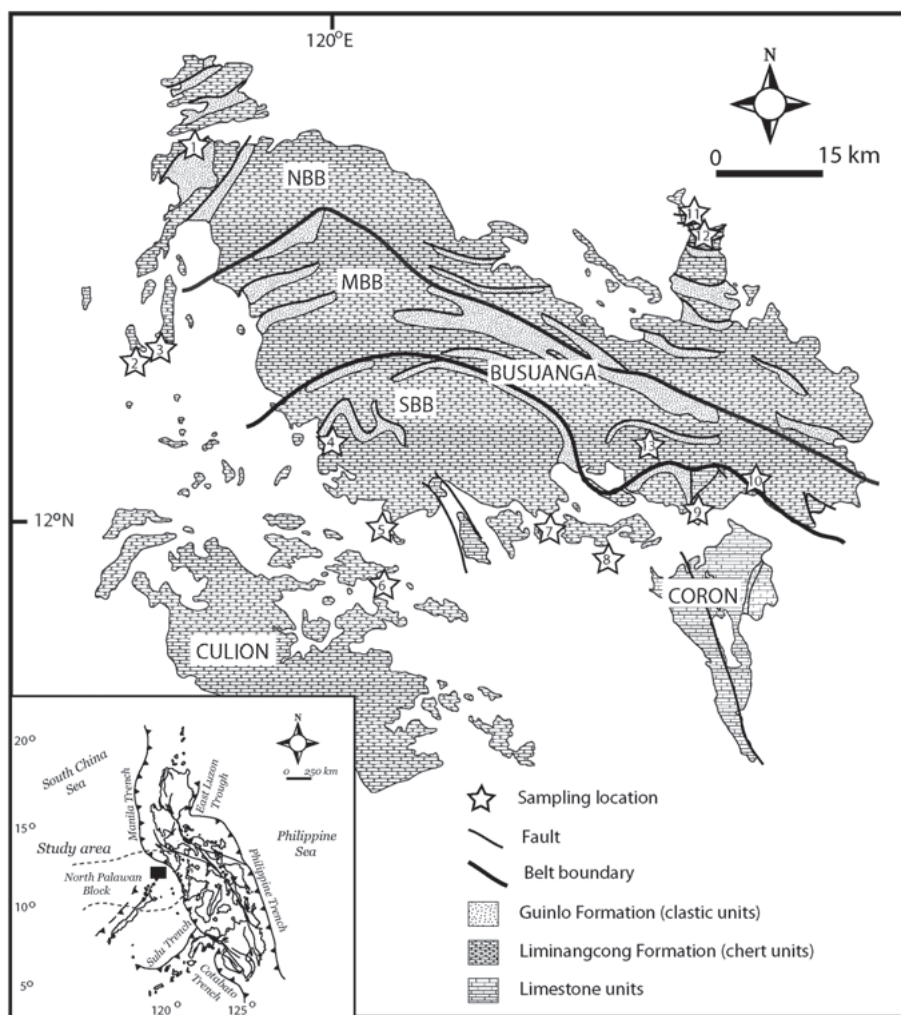 120°E
N
0 15 km
1
NBB
11
12
MBB
2
3
BUSUANGA
SBB
4
13
10
12°N
5
7
9
8
6
CORON
CULION
20°
South China
Sea
N
0 250 km
Manila Trench
East Luzon
Trough
15°
Study area
Philippine
Sea
North Palawan
Block
Philippine Trench
10°
Sulu Trench
Cotabato
Trench
5°
120° 125°
Sampling location
Fault
Belt boundary
Guinlo Formation (clastic units)
Liminangcong Formation (chert units)
Limestone units